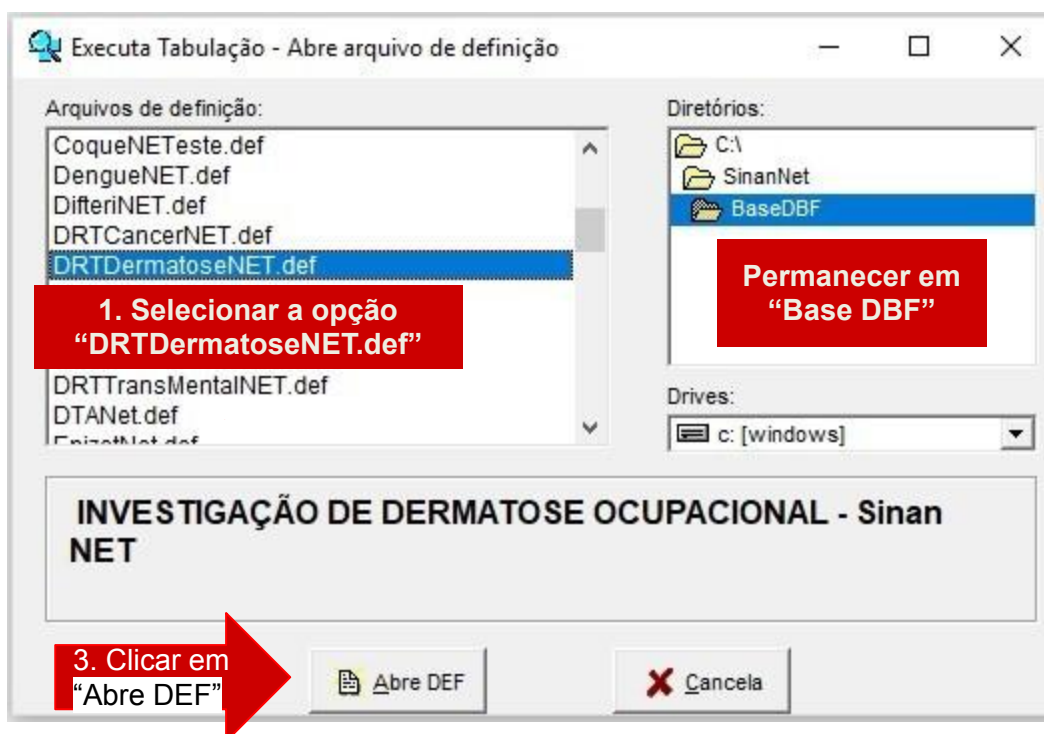 Executa Tabulação - Abre arquivo de definição
Arquivos de definição:
CoqueNETeste.def
DengueNET.def
DifteriNET.def
DRTCancerNET.def
DRTDermatoseNET.def
1. Selecionar a opção
“DRTDermatoseNET.def”
DRTTransMentalNET.def
DTANet.def
Diretórios:
C:\
SinanNet
BaseDBF
Permanecer em
“Base DBF”
Drives:
c: [windows]
INVESTIGAÇÃO DE DERMATOSE OCUPACIONAL - Sinan
NET
3. Clicar em
“Abre DEF”
Abre DEF
Cancela